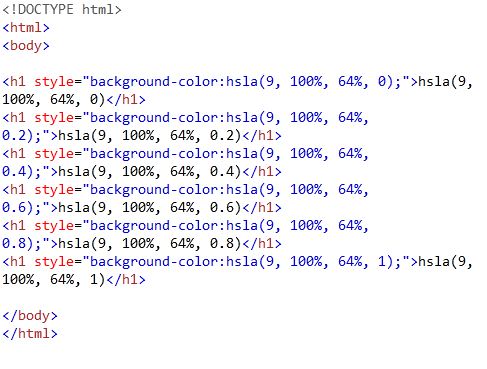 <!DOCTYPE html>
<html>
<body>
<h1 style="background-color:hsla(9, 100%, 64%, 0);">hsla(9,
100%, 64%, 0)</h1>
<h1 style="background-color:hsla(9, 100%, 64%,
0.2);">hsla(9, 100%, 64%, 0.2)</h1>
<h1 style="background-color:hsla(9, 100%, 64%,
0.4);">hsla(9, 100%, 64%, 0.4)</h1>
<h1 style="background-color:hsla(9, 100%, 64%,
0.6);">hsla(9, 100%, 64%, 0.6)</h1>
<h1 style="background-color:hsla(9, 100%, 64%,
0.8);">hsla(9, 100%, 64%, 0.8)</h1>
<h1 style="background-color:hsla(9, 100%, 64%, 1);">hsla(9,
100%, 64%, 1)</h1>
</body>
</html>